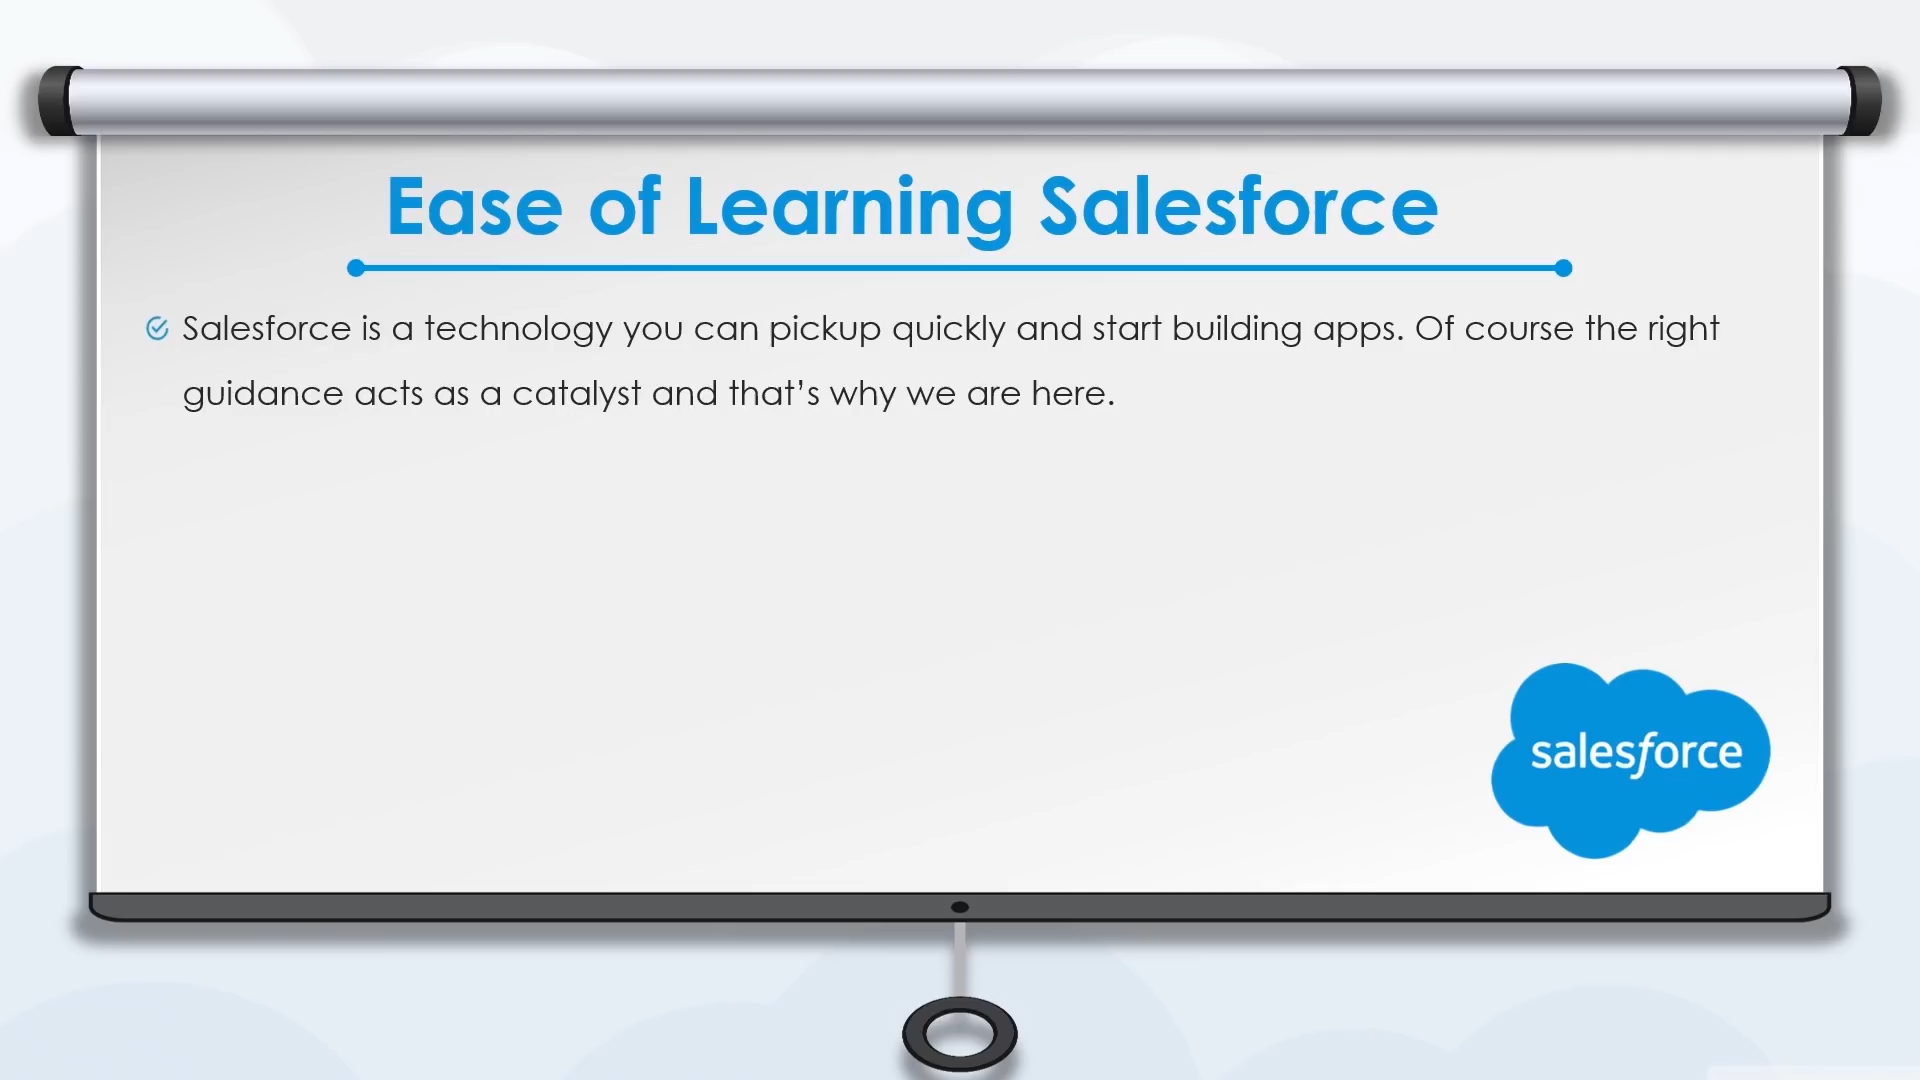 Ease of Learning Salesforce
Salesforce is a technology you can pickup quickly and start building apps. Of course the right
guidance acts as a catalyst and that’s why we are here.
salesforce